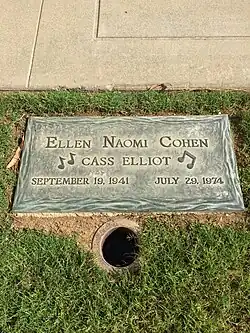 ELLEN NAOMI COHEN
CASS ELLIOT
SEPTEMBER 19, 1941 JULY 29, 1974